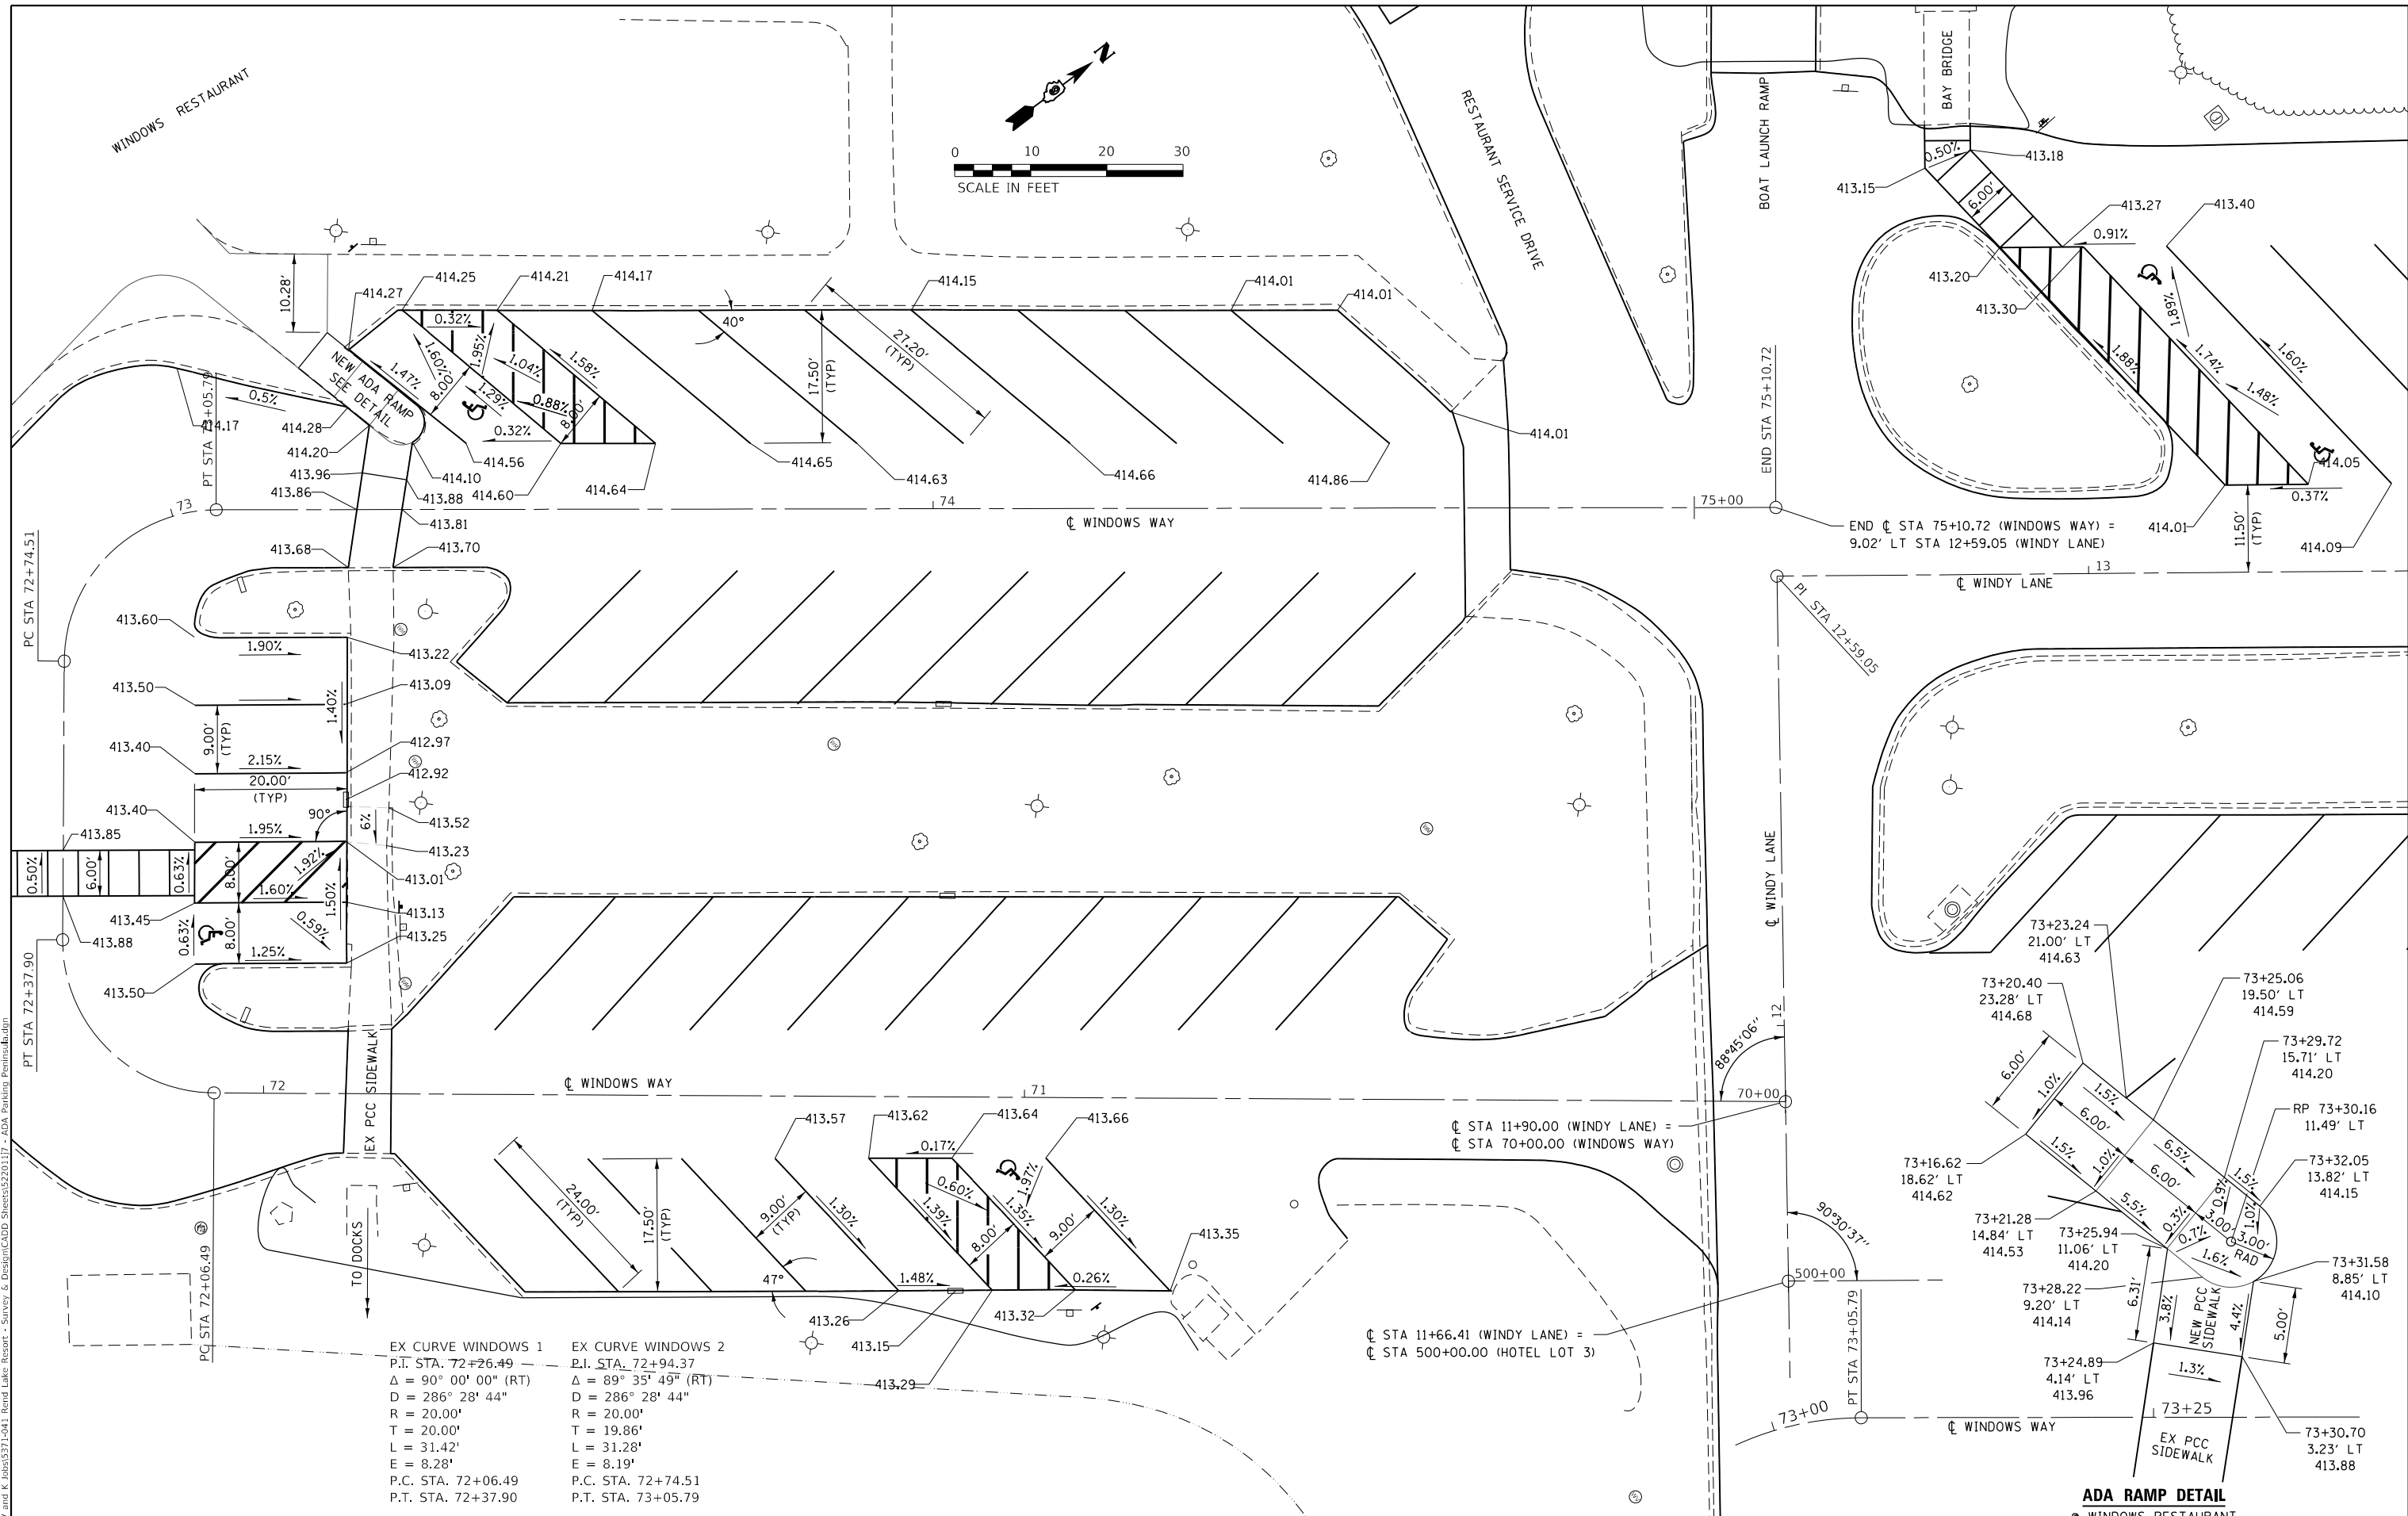 WINDOWS RESTAURANT
N
0 10 20 30
SCALE IN FEET
RESTAURANT SERVICE DRIVE
BOAT LAUNCH RAMP
BAY BRIDGE
0.50%
413.18
413.15
6.00'
413.27
413.40
0.91%
413.20
413.30
1.89%
1.88%
1.74%
1.60%
1.48%
414.05
0.37%
414.01
11.50'
(TYP)
414.09
10.28'
414.27
414.25
414.21
414.17
414.15
414.01
414.01
0.32%
1.95%
1.60%
1.04%
1.58%
40°
27.20'
(TYP)
17.50'
(TYP)
NEW ADA RAMP
SEE DETAIL
1.47%
8.00'
1.29%
0.88%
8.00'
0.32%
0.5%
414.17
414.28
414.20
413.96
413.86
414.10
413.88
413.81
414.56
414.60
414.64
414.65
414.63
414.66
414.86
414.01
PT STA 73+05.79
73
74
75+00
℄ WINDOWS WAY
END STA 75+10.72
END ℄ STA 75+10.72 (WINDOWS WAY) =
9.02' LT STA 12+59.05 (WINDY LANE)
13
℄ WINDY LANE
PI STA 12+59.05
PC STA 72+74.51
413.68
413.70
413.60
1.90%
413.22
413.50
413.09
1.40%
9.00'
(TYP)
413.40
2.15%
412.97
20.00'
(TYP)
412.92
413.40
90°
413.85
1.95%
6%
413.52
413.23
0.50%
6.00'
0.63%
8.00'
1.92%
1.60%
1.50%
413.01
413.45
413.13
413.88
0.63%
8.00'
0.59%
413.25
1.25%
413.50
PT STA 72+37.90
EX PCC SIDEWALK
72
℄ WINDOWS WAY
71
70+00
℄ WINDY LANE
12
88°45'06"
℄ STA 11+90.00 (WINDY LANE) =
℄ STA 70+00.00 (WINDOWS WAY)
413.57
413.62
413.64
413.66
0.17%
24.00'
(TYP)
17.50'
(TYP)
9.00'
(TYP)
1.30%
1.39%
0.60%
1.35%
8.00'
1.97%
9.00'
1.30%
413.35
47°
1.48%
0.26%
413.26
413.15
413.32
413.29
TO DOCKS
PC STA 72+06.49
90°30'37"
500+00
℄ STA 11+66.41 (WINDY LANE) =
℄ STA 500+00.00 (HOTEL LOT 3)
EX CURVE WINDOWS 1
P.I. STA. 72+26.49
Δ = 90° 00' 00" (RT)
D = 286° 28' 44"
R = 20.00'
T = 20.00'
L = 31.42'
E = 8.28'
P.C. STA. 72+06.49
P.T. STA. 72+37.90
EX CURVE WINDOWS 2
P.I. STA. 72+94.37
Δ = 89° 35' 49" (RT)
D = 286° 28' 44"
R = 20.00'
T = 19.86'
L = 31.28'
E = 8.19'
P.C. STA. 72+74.51
P.T. STA. 73+05.79
73+23.24
21.00' LT
414.63
73+20.40
23.28' LT
414.68
73+25.06
19.50' LT
414.59
73+29.72
15.71' LT
414.20
RP 73+30.16
11.49' LT
73+32.05
13.82' LT
414.15
73+16.62
18.62' LT
414.62
73+21.28
14.84' LT
414.53
73+25.94
11.06' LT
414.20
73+28.22
9.20' LT
414.14
73+31.58
8.85' LT
414.10
73+24.89
4.14' LT
413.96
73+30.70
3.23' LT
413.88
6.00'
1.0%
1.5%
6.00'
6.5%
1.5%
1.0%
6.00'
1.5%
5.5%
0.3%
0.9%
1.0%
3.00'
3.00'
RAD
0.7%
1.6%
6.31'
3.8%
NEW PCC
SIDEWALK
4.4%
5.00'
1.3%
PT STA 73+05.79
73+00
73+25
℄ WINDOWS WAY
EX PCC
SIDEWALK
ADA RAMP DETAIL
@ WINDOWS RESTAURANT
and K Jobs\5371-041 Rend Lake Resort - Survey & Design\CADD Sheets\5220117 - ADA Parking Peninsula.dgn